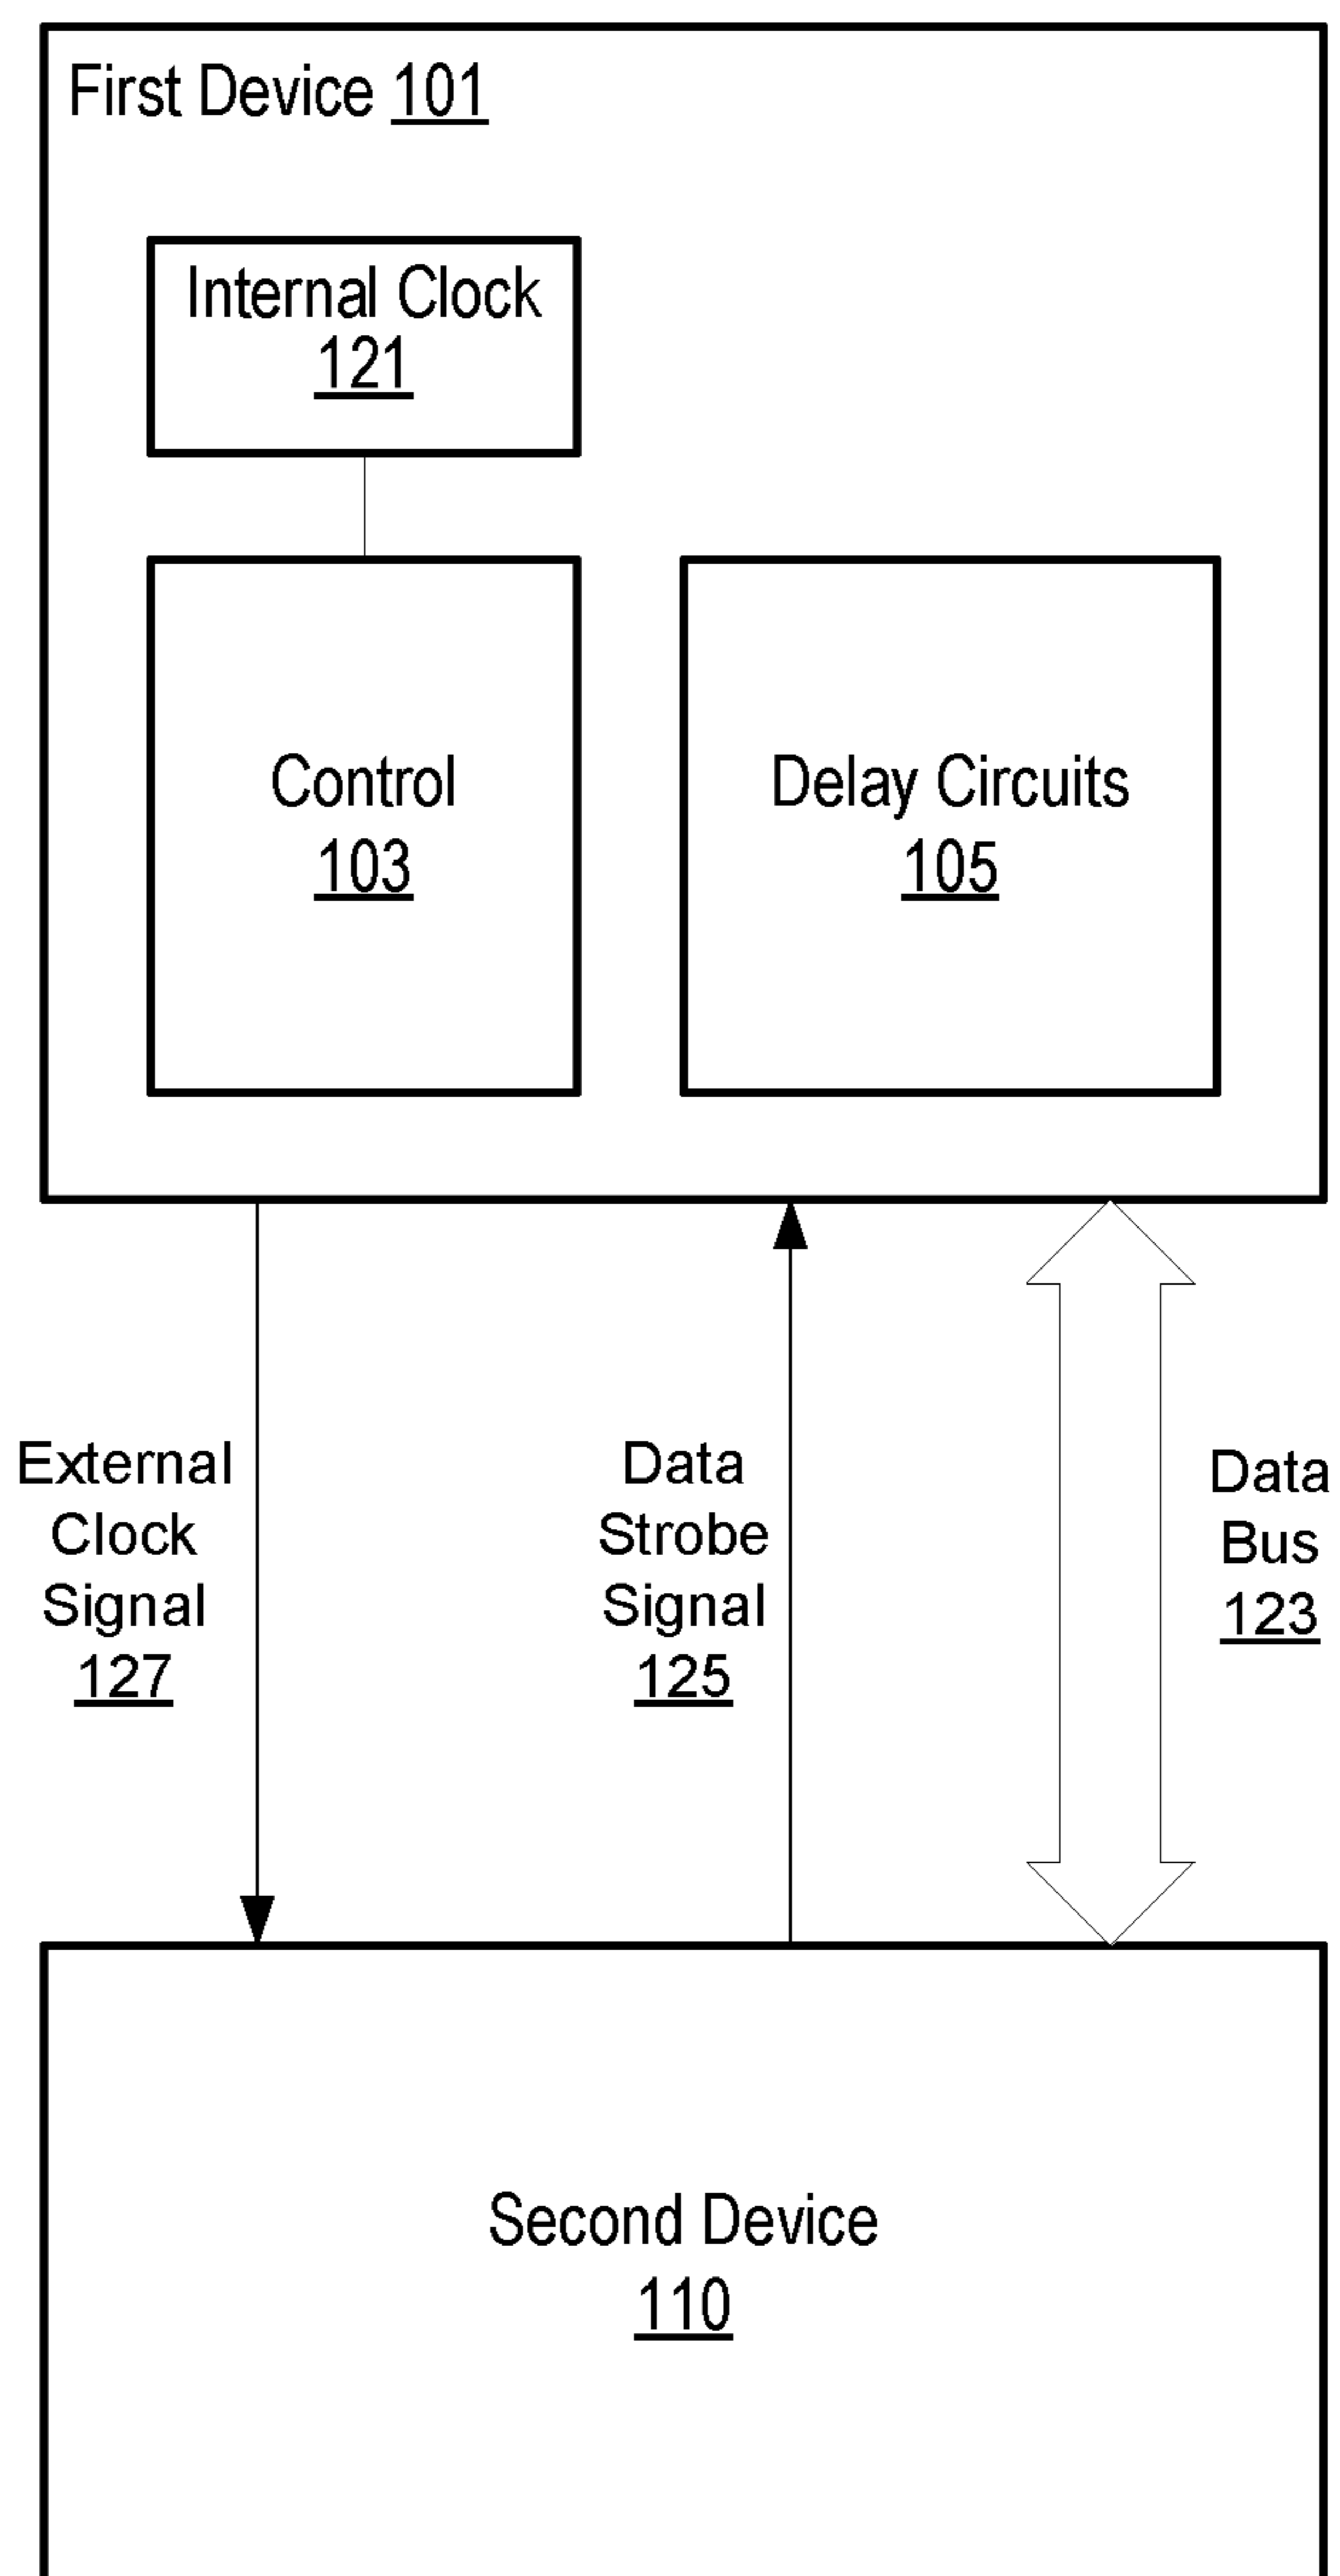 First Device 101
Internal Clock
121
Control
103
Delay Circuits
105
External
Clock
Signal
127
Data
Strobe
Signal
125
Data
Bus
123
Second Device
110